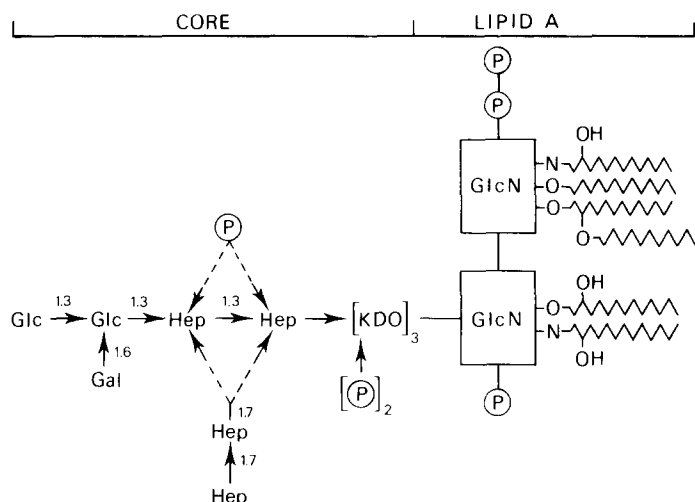 CORE LIPID A
P
P
OH
N
GlcN O
O
O
P
OH
1.3 1.3 1.3 O
Glc Glc Hep Hep [KDO]3 GlcN
N
1.6 OH
Gal [P]2 P
1.7
Hep
1.7
Hep